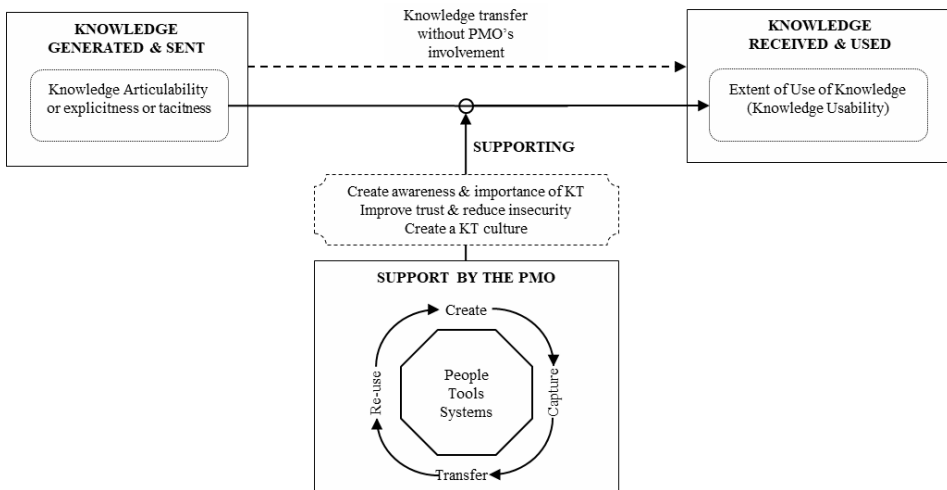 KNOWLEDGE
GENERATED & SENT
Knowledge Articulability
or explicitness or tacitness
Knowledge transfer
without PMO’s
involvement
KNOWLEDGE
RECEIVED & USED
Extent of Use of Knowledge
(Knowledge Usability)
SUPPORTING
Create awareness & importance of KT
Improve trust & reduce insecurity
Create a KT culture
SUPPORT BY THE PMO
Create
Capture
Transfer
Re-use
People
Tools
Systems